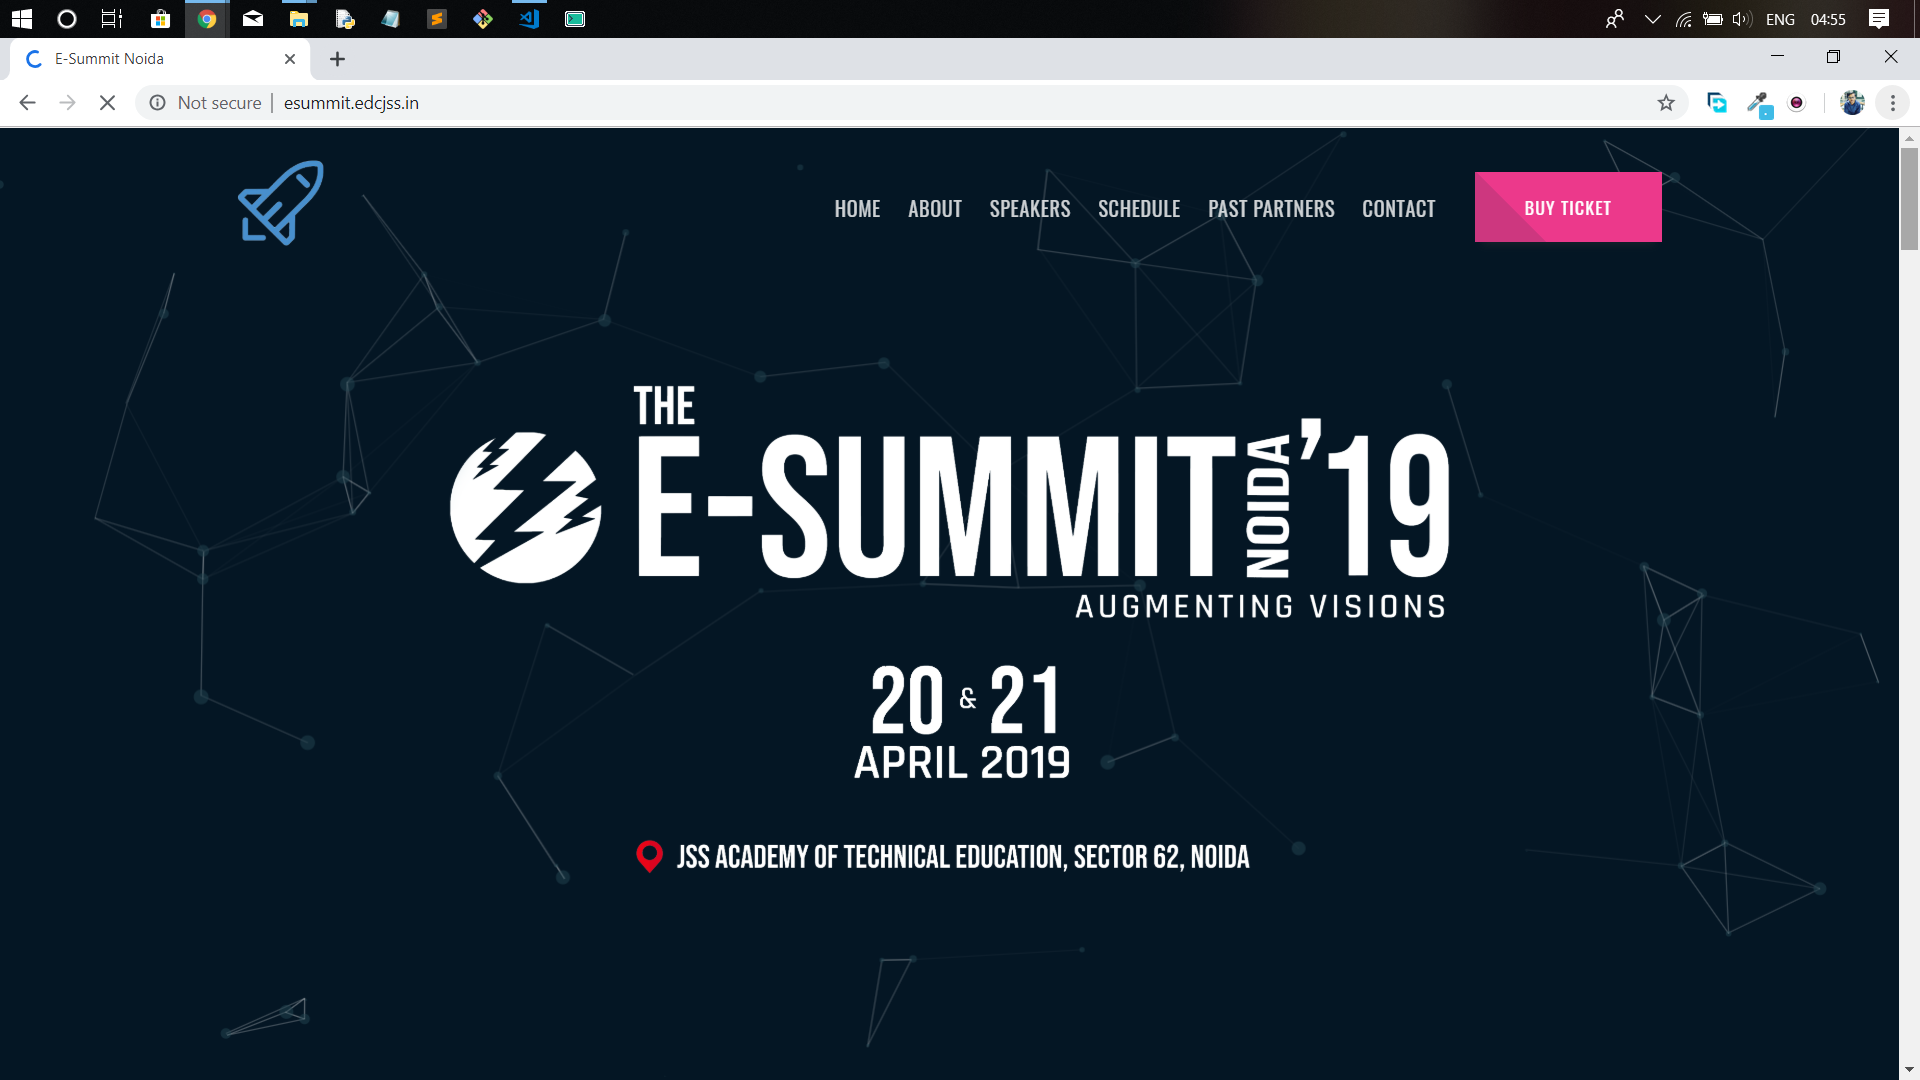 ENG 04:55
E-Summit Noida
Not secure esummit.edcjss.in
HOME ABOUT SPEAKERS SCHEDULE PAST PARTNERS CONTACT BUY TICKET
THE
E-SUMMIT NOIDA ’19
AUGMENTING VISIONS
20 & 21
APRIL 2019
JSS ACADEMY OF TECHNICAL EDUCATION, SECTOR 62, NOIDA